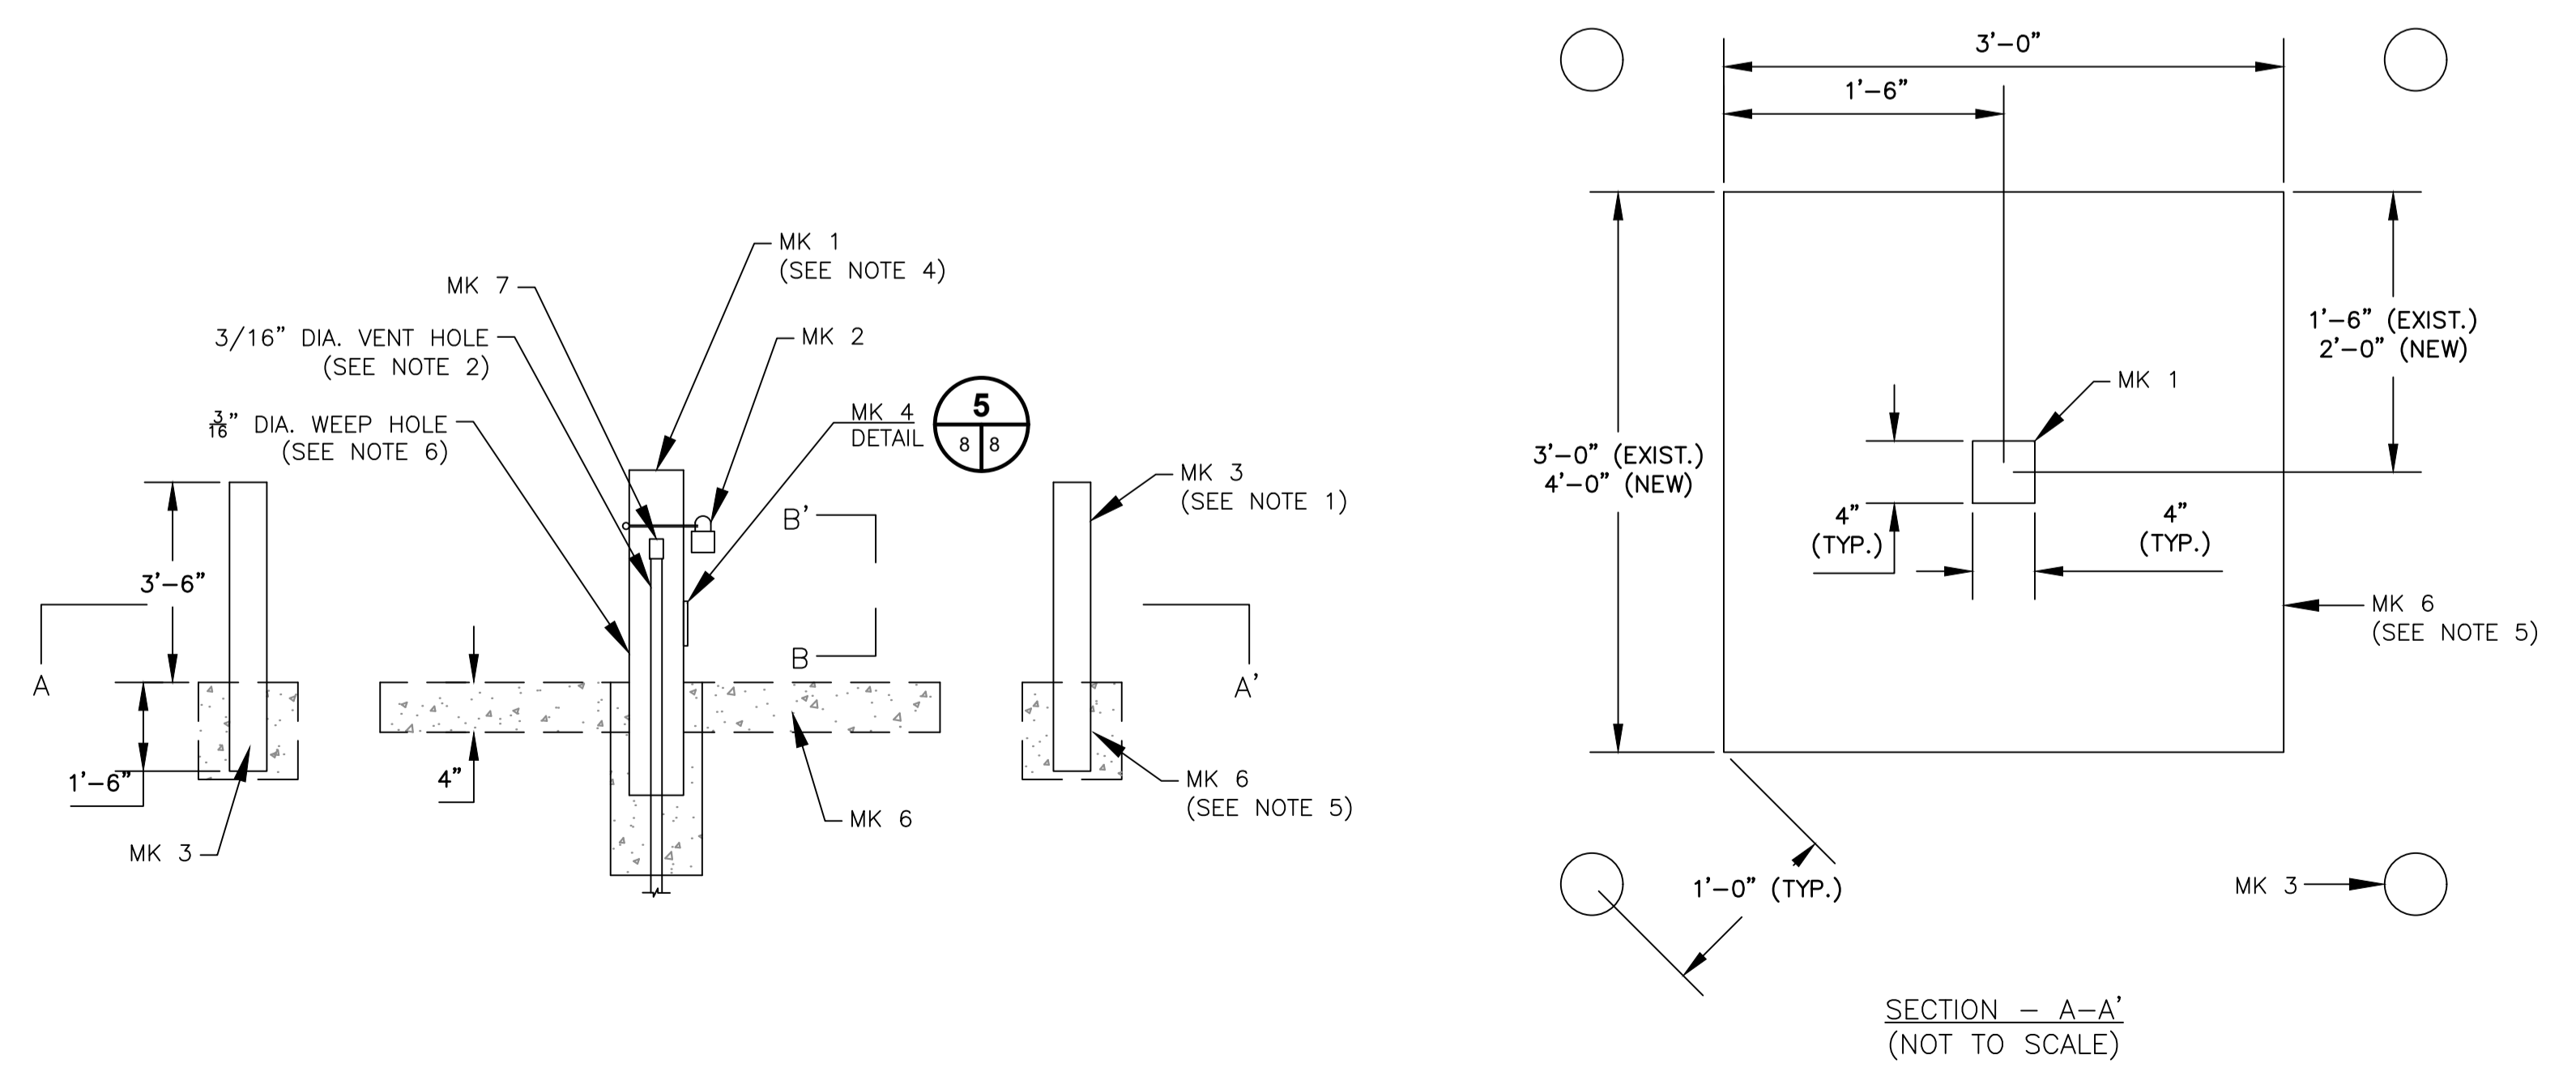 MK 1
(SEE NOTE 4)
MK 7
3/16" DIA. VENT HOLE
(SEE NOTE 2)
MK 2
3/16" DIA. WEEP HOLE
(SEE NOTE 6)
MK 4
DETAIL
5
8 8
MK 3
(SEE NOTE 1)
B'
B
3'-6"
A
A'
1'-6"
4"
MK 3
MK 6
MK 6
(SEE NOTE 5)
3'-0"
1'-6"
1'-6" (EXIST.)
2'-0" (NEW)
MK 1
3'-0" (EXIST.)
4'-0" (NEW)
4"
(TYP.)
4"
(TYP.)
MK 6
(SEE NOTE 5)
1'-0" (TYP.)
MK 3
SECTION - A-A'
(NOT TO SCALE)